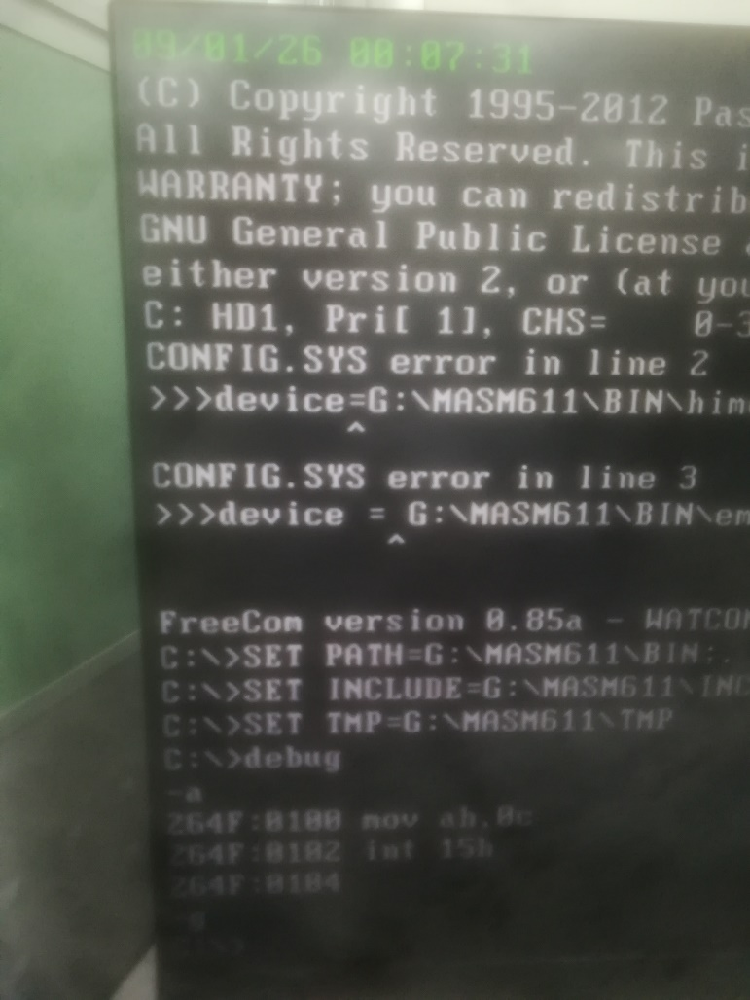 09/01/26 00:07:31
(C) Copyright 1995-2012 Pas
All Rights Reserved. This i
WARRANTY; you can redistrib
GNU General Public License
either version 2, or (at you
C: HD1, Pri[ 1], CHS= 0-3
CONFIG.SYS error in line 2
>>>device=G:\MASM611\BIN\him
^
CONFIG.SYS error in line 3
>>>device = G:\MASM611\BIN\em
^
FreeCom version 0.85a - WATCOM
C:\>SET PATH=G:\MASM611\BIN;.
C:\>SET INCLUDE=G:\MASM611\INC
C:\>SET TMP=G:\MASM611\TMP
C:\>debug
-a
264F:0100 mov ah,0c
264F:0102 int 15h
264F:0104
-g